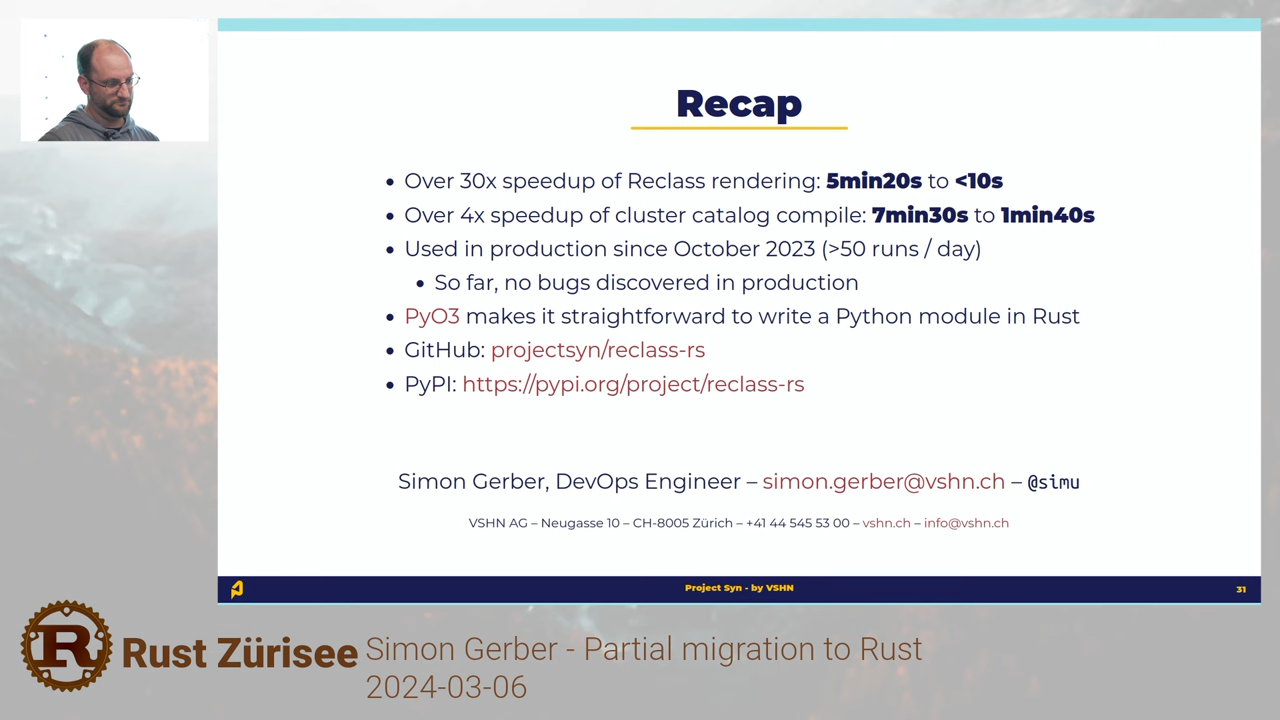 Recap
Over 30x speedup of Reclass rendering: 5min20s to <10s
Over 4x speedup of cluster catalog compile: 7min30s to 1min40s
Used in production since October 2023 (>50 runs / day)
So far, no bugs discovered in production
PyO3 makes it straightforward to write a Python module in Rust
GitHub: projectsyn/reclass-rs
PyPI: https://pypi.org/project/reclass-rs
Simon Gerber, DevOps Engineer – simon.gerber@vshn.ch – @simu
VSHN AG – Neugasse 10 – CH-8005 Zürich – +41 44 545 53 00 – vshn.ch – info@vshn.ch
Project Syn - by VSHN
31
R
Rust Zürisee
Simon Gerber - Partial migration to Rust
2024-03-06